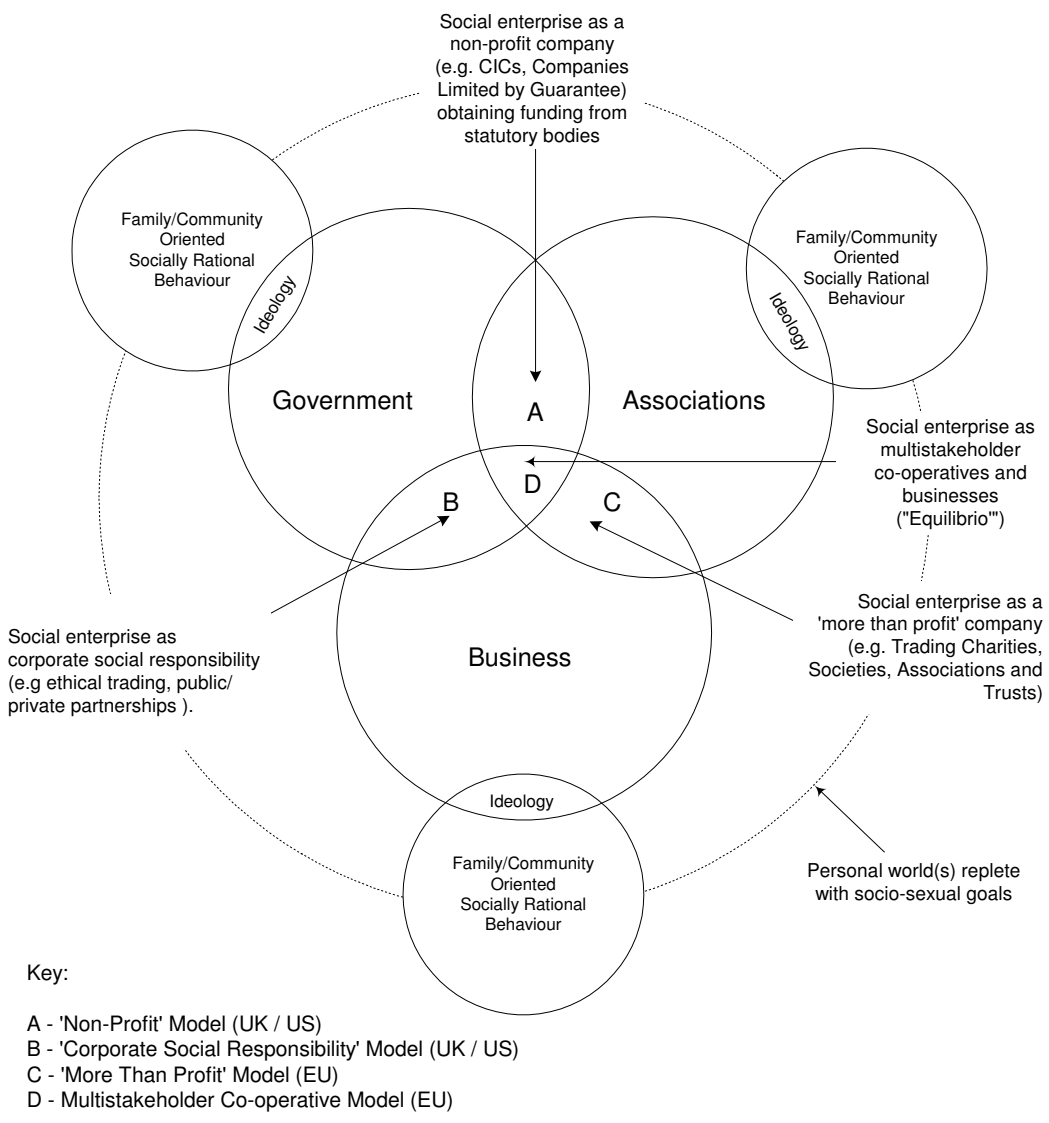 Social enterprise as a
non-profit company
(e.g. CICs, Companies
Limited by Guarantee)
obtaining funding from
statutory bodies
Family/Community
Oriented
Socially Rational
Behaviour
Ideology
Family/Community
Oriented
Socially Rational
Behaviour
Ideology
Government
A
Associations
Social enterprise as
multistakeholder
co-operatives and
businesses
("Equilibrio'")
B
D
C
Social enterprise as
corporate social responsibility
(e.g ethical trading, public/
private partnerships ).
Social enterprise as a
'more than profit' company
(e.g. Trading Charities,
Societies, Associations and
Trusts)
Business
Ideology
Family/Community
Oriented
Socially Rational
Behaviour
Personal world(s) replete
with socio-sexual goals
Key:
A - 'Non-Profit' Model (UK / US)
B - 'Corporate Social Responsibility' Model (UK / US)
C - 'More Than Profit' Model (EU)
D - Multistakeholder Co-operative Model (EU)